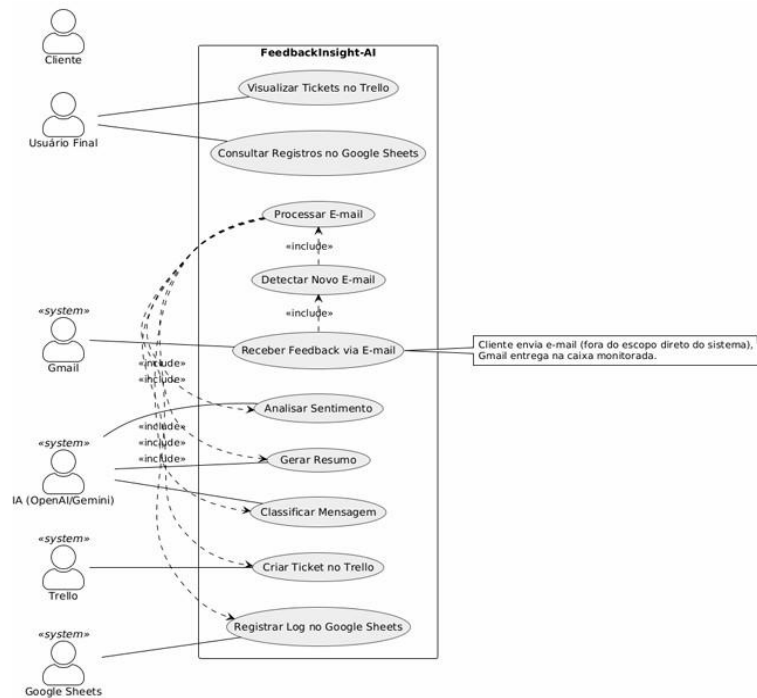 Cliente
FeedbackInsight-AI
Visualizar Tickets no Trello
Usuário Final
Consultar Registros no Google Sheets
Processar E-mail
«include»
Detectar Novo E-mail
«include»
«system»
Gmail
Receber Feedback via E-mail
Cliente envia e-mail (fora do escopo direto do sistema),
Gmail entrega na caixa monitorada.
«include»
«include»
Analisar Sentimento
«include»
«include»
«include»
«system»
IA (OpenAI/Gemini)
Gerar Resumo
Classificar Mensagem
«system»
Trello
Criar Ticket no Trello
Registrar Log no Google Sheets
«system»
Google Sheets